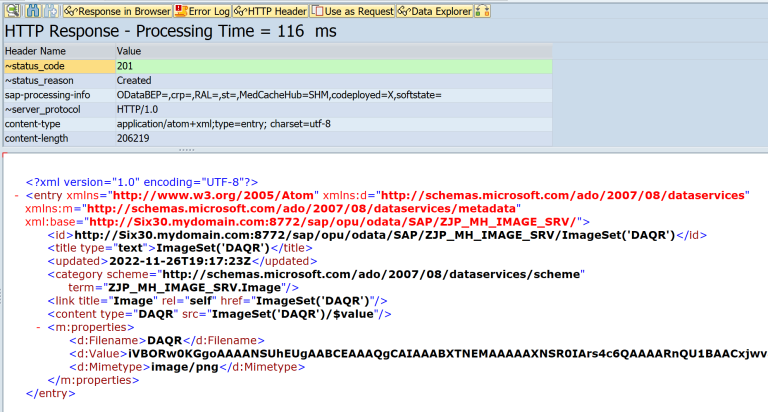 Response in Browser Error Log HTTP Header Use as Request Data Explorer
HTTP Response - Processing Time = 116 ms
Header Name Value
~status_code 201
~status_reason Created
sap-processing-info ODataBEP=,crp=,RAL=,st=,MedCacheHub=SHM,codeployed=X,softstate=
~server_protocol HTTP/1.0
content-type application/atom+xml;type=entry; charset=utf-8
content-length 206219
<?xml version="1.0" encoding="UTF-8"?>
- <entry xmlns="http://www.w3.org/2005/Atom" xmlns:d="http://schemas.microsoft.com/ado/2007/08/dataservices"
xmlns:m="http://schemas.microsoft.com/ado/2007/08/dataservices/metadata"
xml:base="http://Six30.mydomain.com:8772/sap/opu/odata/SAP/ZJP_MH_IMAGE_SRV/">
<id>http://Six30.mydomain.com:8772/sap/opu/odata/SAP/ZJP_MH_IMAGE_SRV/ImageSet('DAQR')</id>
<title type="text">ImageSet('DAQR')</title>
<updated>2022-11-26T19:17:23Z</updated>
<category scheme="http://schemas.microsoft.com/ado/2007/08/dataservices/scheme"
term="ZJP_MH_IMAGE_SRV.Image"/>
<link title="Image" rel="self" href="ImageSet('DAQR')"/>
<content type="DAQR" src="ImageSet('DAQR')/$value"/>
- <m:properties>
<d:Filename>DAQR</d:Filename>
<d:Value>iVBORw0KGgoAAAANSUhEUgAABCEAAAQgCAIAAABXTNEMAAAAAXNSR0IArs4c6QAAAARnQU1BAACxjwv
<d:Mimetype>image/png</d:Mimetype>
</m:properties>
</entry>